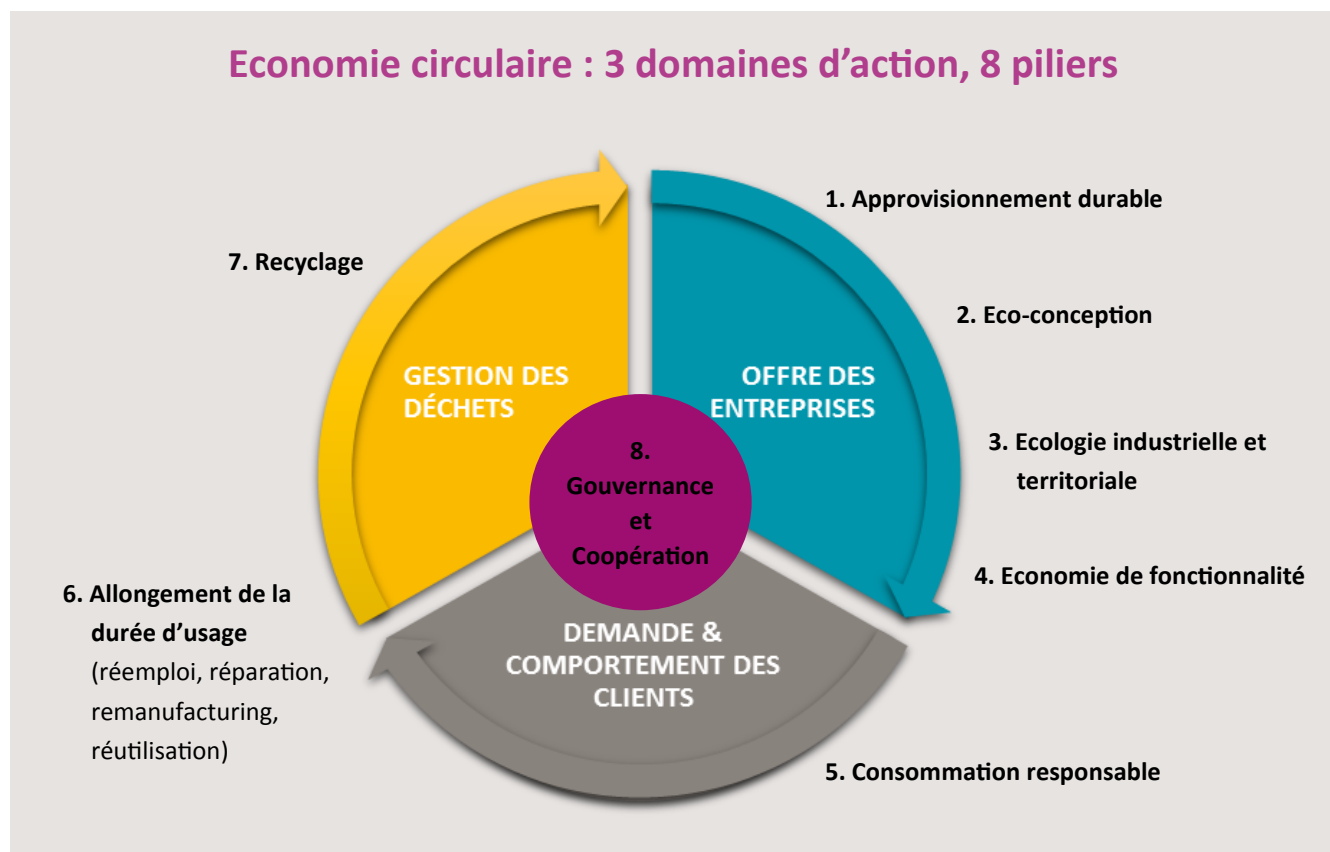 Economie circulaire : 3 domaines d’action, 8 piliers
1. Approvisionnement durable
2. Eco-conception
3. Ecologie industrielle et
territoriale
4. Economie de fonctionnalité
5. Consommation responsable
6. Allongement de la
durée d’usage
(réemploi, réparation,
remanufacturing,
réutilisation)
7. Recyclage
GESTION DES
DÉCHETS
OFFRE DES
ENTREPRISES
8.
Gouvernance
et
Coopération
DEMANDE &
COMPORTEMENT DES
CLIENTS